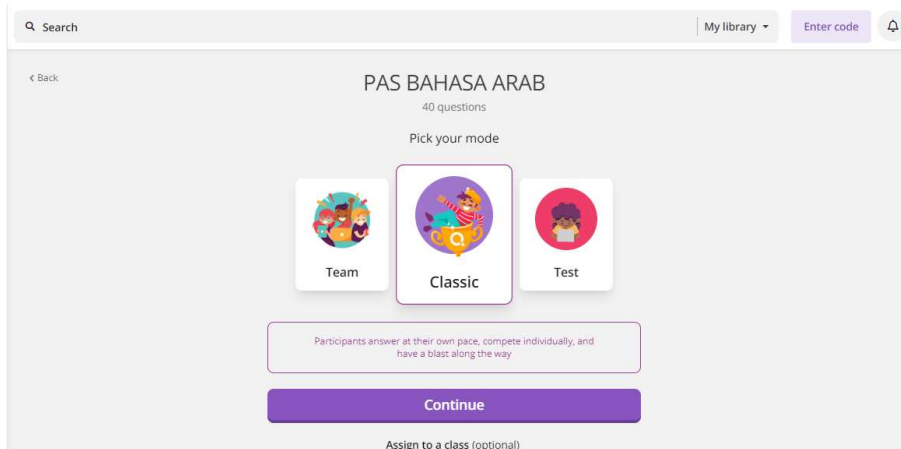 Search
My library
Enter code
Back
PAS BAHASA ARAB
40 questions
Pick your mode
Team
Classic
Test
Participants answer at their own pace, compete individually, and
have a blast along the way
Continue
Assign to a class (optional)